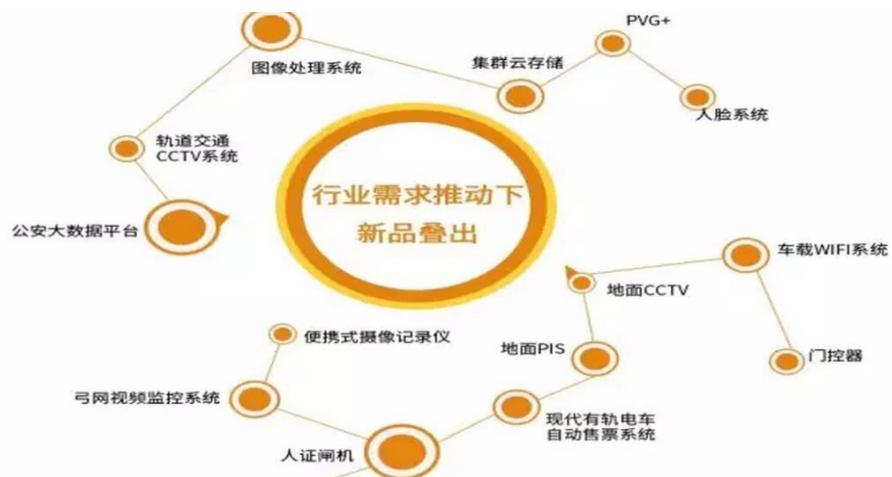 PVG+
集群云存储
图像处理系统
人脸系统
轨道交通
CCTV系统
行业需求推动下
新品叠出
公安大数据平台
车载WIFI系统
地面CCTV
便携式摄像记录仪
地面PIS
门控器
弓网视频监控系统
现代有轨电车
自动售票系统
人证闸机